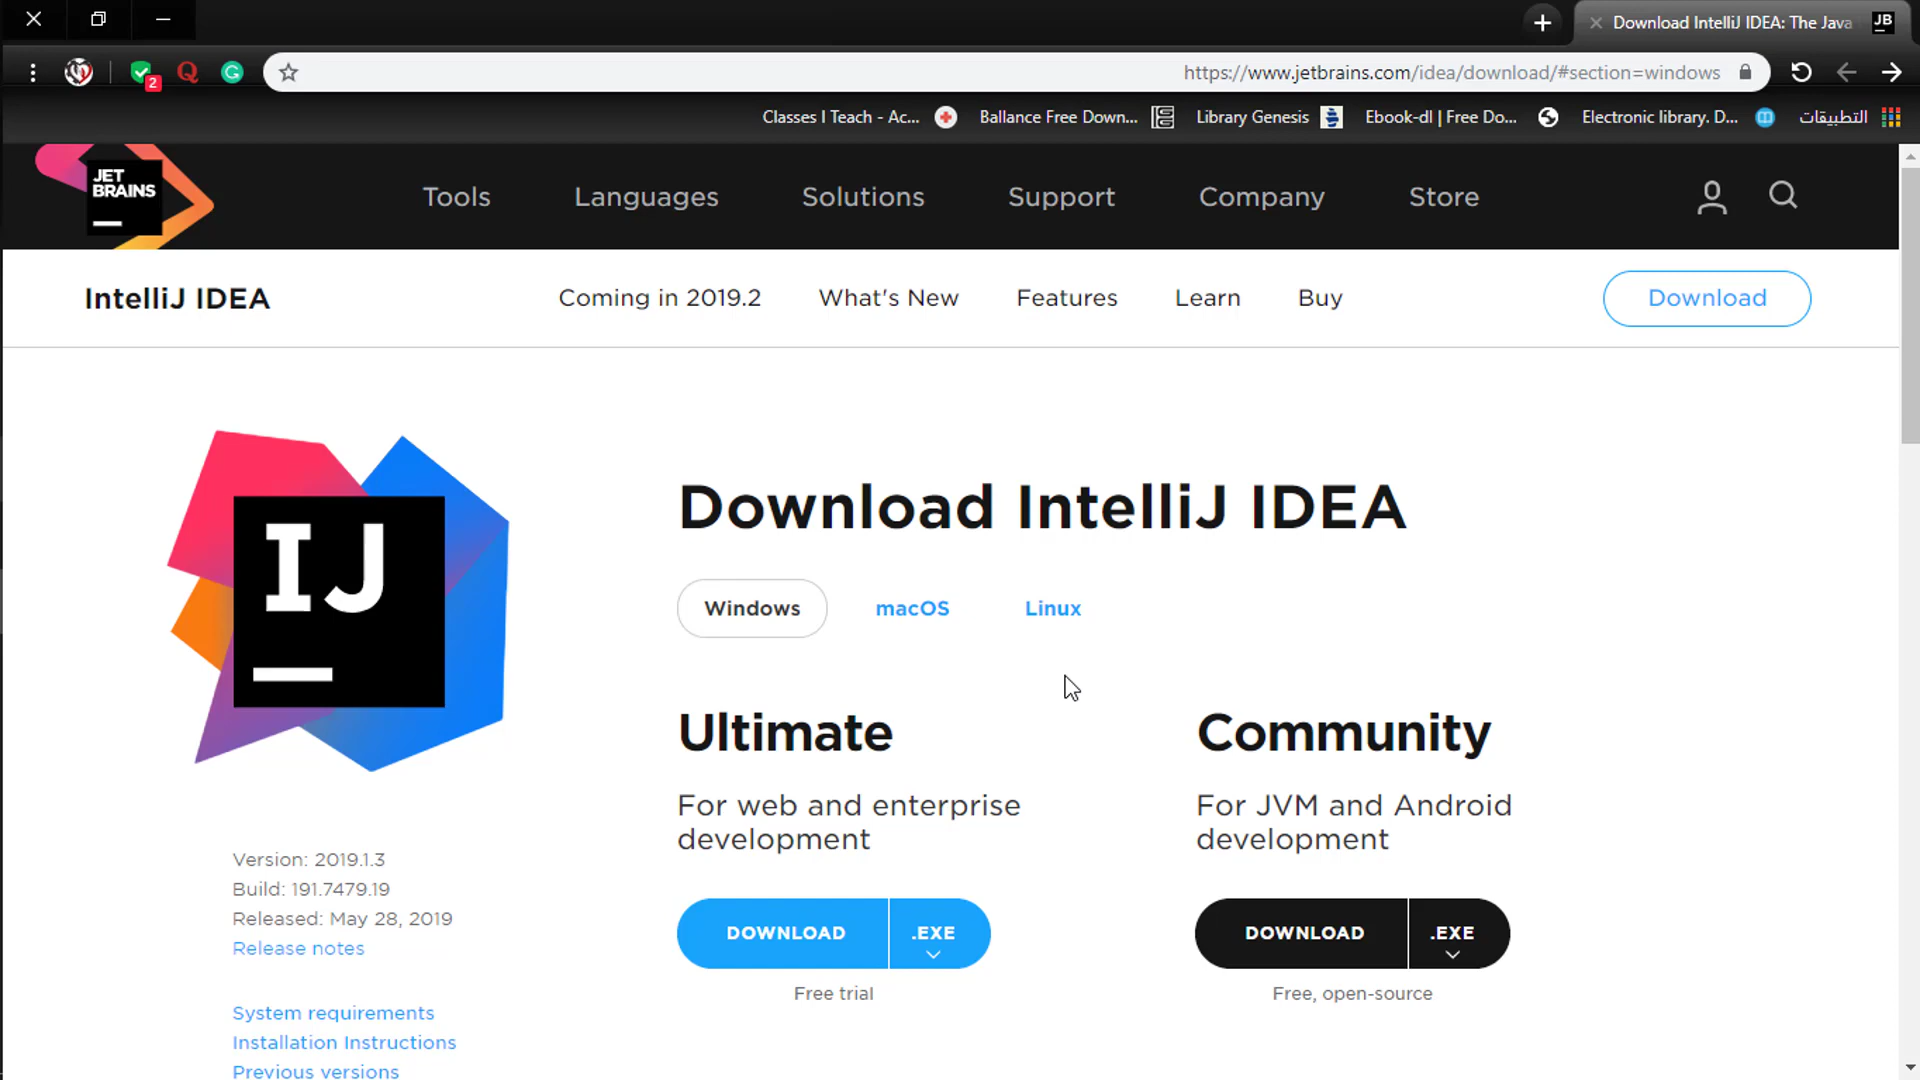 Download IntelliJ IDEA: The Java
JB
2
https://www.jetbrains.com/idea/download/#section=windows
Classes I Teach - Ac...
Ballance Free Down...
Library Genesis
Ebook-dl | Free Do...
Electronic library. D...
التطبيقات
JET
BRAINS
Tools
Languages
Solutions
Support
Company
Store
IntelliJ IDEA
Coming in 2019.2
What's New
Features
Learn
Buy
Download
IJ
Download IntelliJ IDEA
Windows
macOS
Linux
Ultimate
For web and enterprise
development
DOWNLOAD
.EXE
Free trial
Community
For JVM and Android
development
DOWNLOAD
.EXE
Free, open-source
Version: 2019.1.3
Build: 191.7479.19
Released: May 28, 2019
Release notes
System requirements
Installation Instructions
Previous versions